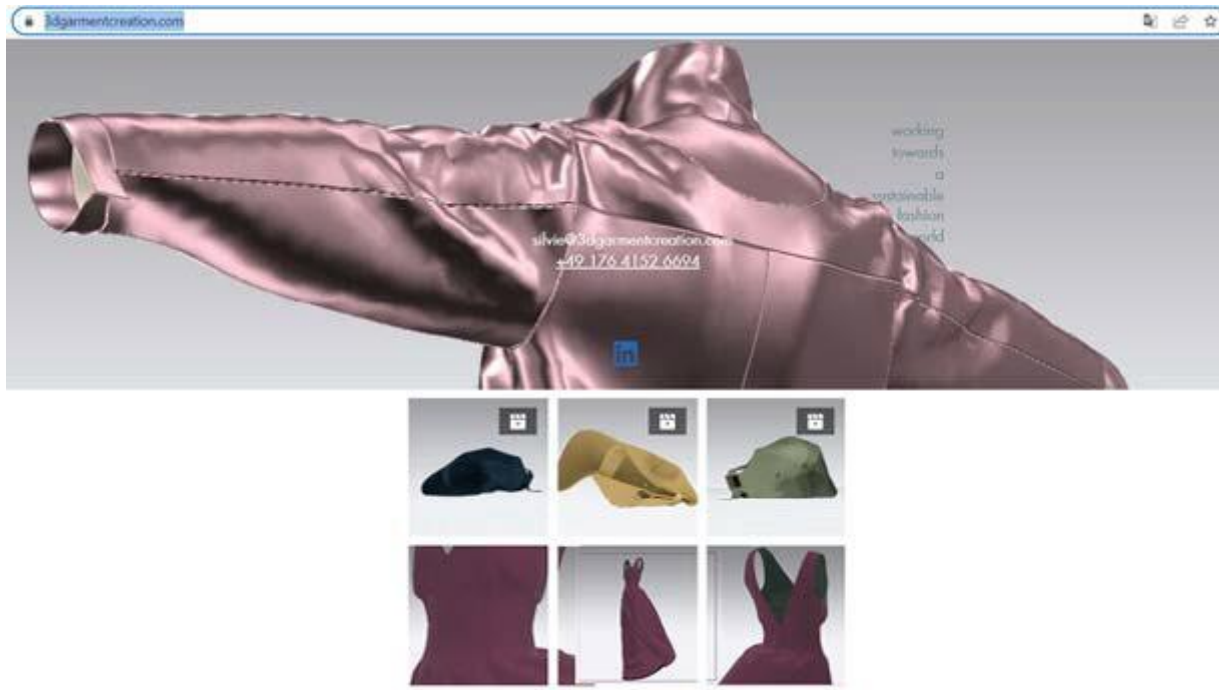 3dgarmentcreation.com
working
towards
a
sustainable
fashion
world
silvie@3dgarmentcreation.com
+49 176 4152 6694
in